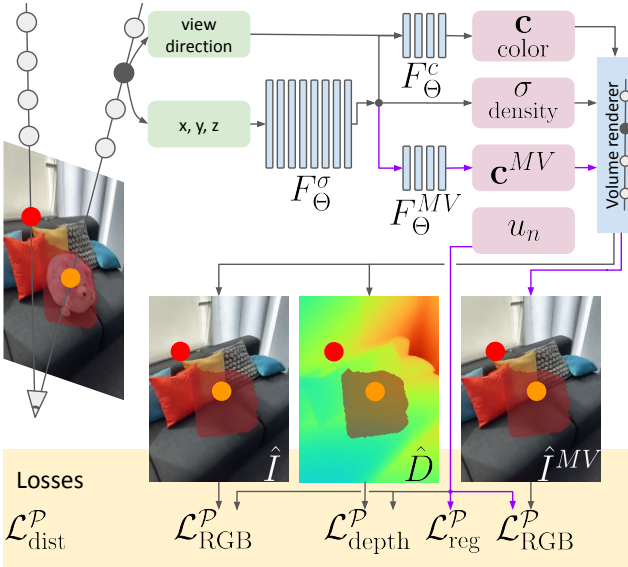 view
direction
x, y, z
F_Θ^σ
F_Θ^c
F_Θ^{MV}
c
color
σ
density
c^{MV}
u_n
Volume renderer
Î
D̂
Î^{MV}
Losses
ℒ_dist^𝒫
ℒ_RGB^𝒫
ℒ_depth^𝒫
ℒ_reg^𝒫
ℒ_RGB^𝒫